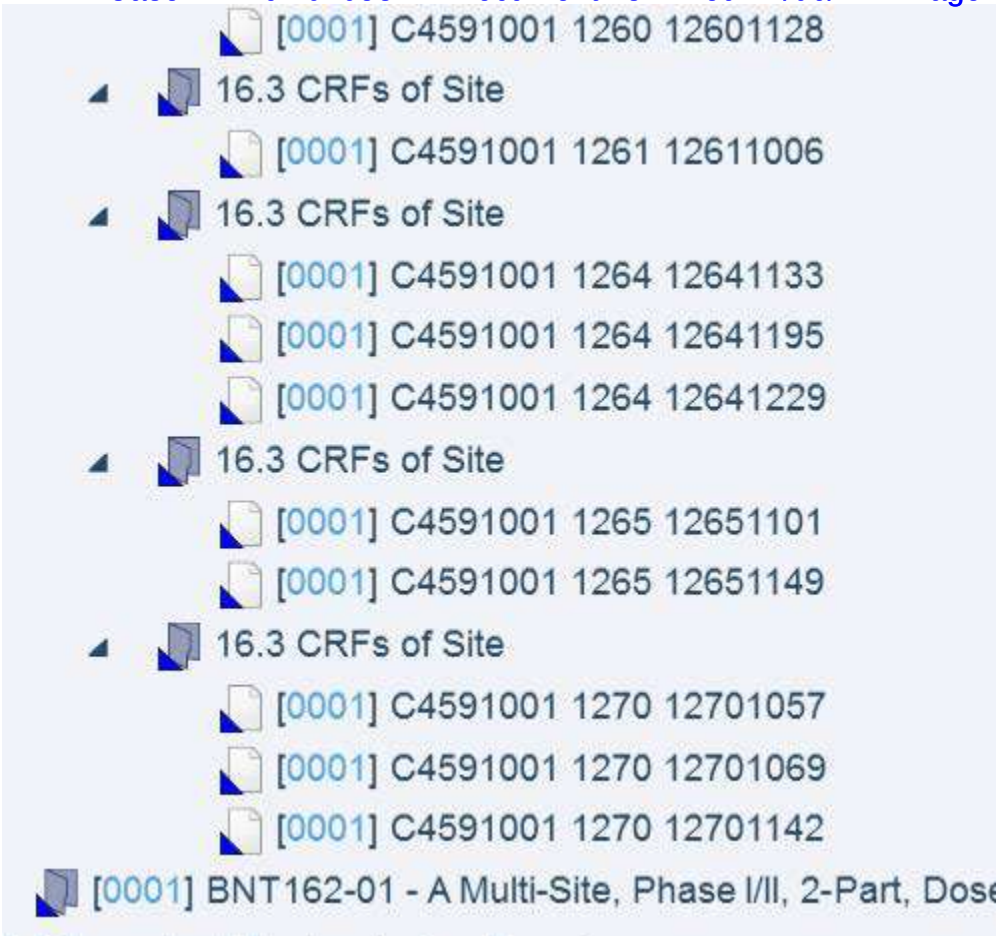 [0001] C4591001 1260 12601128
16.3 CRFs of Site
[0001] C4591001 1261 12611006
16.3 CRFs of Site
[0001] C4591001 1264 12641133
[0001] C4591001 1264 12641195
[0001] C4591001 1264 12641229
16.3 CRFs of Site
[0001] C4591001 1265 12651101
[0001] C4591001 1265 12651149
16.3 CRFs of Site
[0001] C4591001 1270 12701057
[0001] C4591001 1270 12701069
[0001] C4591001 1270 12701142
[0001] BNT162-01 - A Multi-Site, Phase I/II, 2-Part, Dose